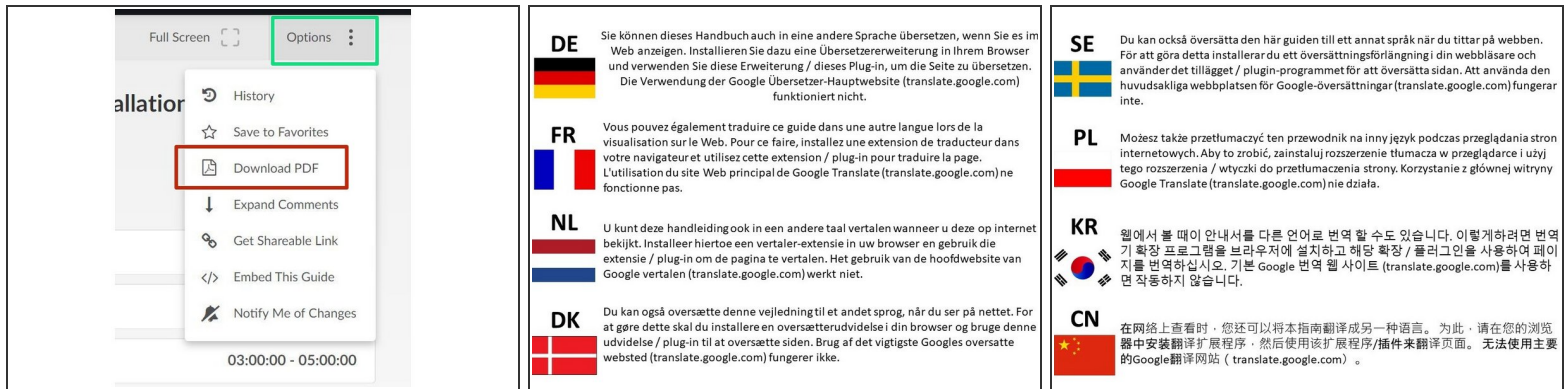 Full Screen
Options
allation
History
Save to Favorites
Download PDF
Expand Comments
Get Shareable Link
</> Embed This Guide
Notify Me of Changes
03:00:00 - 05:00:00
DE
Sie können dieses Handbuch auch in eine andere Sprache übersetzen, wenn Sie es im
Web anzeigen. Installieren Sie dazu eine Übersetzererweiterung in Ihrem Browser
und verwenden Sie diese Erweiterung / dieses Plug-in, um die Seite zu übersetzen.
Die Verwendung der Google Übersetzer-Hauptwebsite (translate.google.com)
funktioniert nicht.
FR
Vous pouvez également traduire ce guide dans une autre langue lors de la
visualisation sur le Web. Pour ce faire, installez une extension de traducteur dans
votre navigateur et utilisez cette extension / plug-in pour traduire la page.
L'utilisation du site Web principal de Google Translate (translate.google.com) ne
fonctionne pas.
NL
U kunt deze handleiding ook in een andere taal vertalen wanneer u deze op internet
bekijkt. Installeer hiertoe een vertaler-extensie in uw browser en gebruik die
extensie / plug-in om de pagina te vertalen. Het gebruik van de hoofdwebsite van
Google vertalen (translate.google.com) werkt niet.
DK
Du kan også oversætte denne vejledning til et andet sprog, når du ser på nettet. For
at gøre dette skal du installere en oversætterudvidelse i din browser og bruge denne
udvidelse / plug-in til at oversætte siden. Brug af det vigtigste Googles oversatte
websted (translate.google.com) fungerer ikke.
SE
Du kan också översätta den här guiden till ett annat språk när du tittar på webben.
För att göra detta installerar du ett översättningsförlängning i din webbläsare och
använder det tillägget / plugin-programmet för att översätta sidan. Att använda den
huvudsakliga webbplatsen för Google-översättningar (translate.google.com) fungerar
inte.
PL
Możesz także przetłumaczyć ten przewodnik na inny język podczas przeglądania stron
internetowych. Aby to zrobić, zainstaluj rozszerzenie tłumacza w przeglądarce i użyj
tego rozszerzenia / wtyczki do przetłumaczenia strony. Korzystanie z głównej witryny
Google Translate (translate.google.com) nie działa.
KR
웹에서 볼 때이 안내서를 다른 언어로 번역 할 수도 있습니다. 이렇게하려면 번역
기 확장 프로그램을 브라우저에 설치하고 해당 확장 / 플러그인을 사용하여 페이
지를 번역하십시오. 기본 Google 번역 웹 사이트 (translate.google.com)를 사용하
면 작동하지 않습니다.
CN
在网络上查看时，您还可以将本指南翻译成另一种语言。 为此，请在您的浏览
器中安装翻译扩展程序，然后使用该扩展程序/插件来翻译页面。 无法使用主要
的Google翻译网站（translate.google.com）。